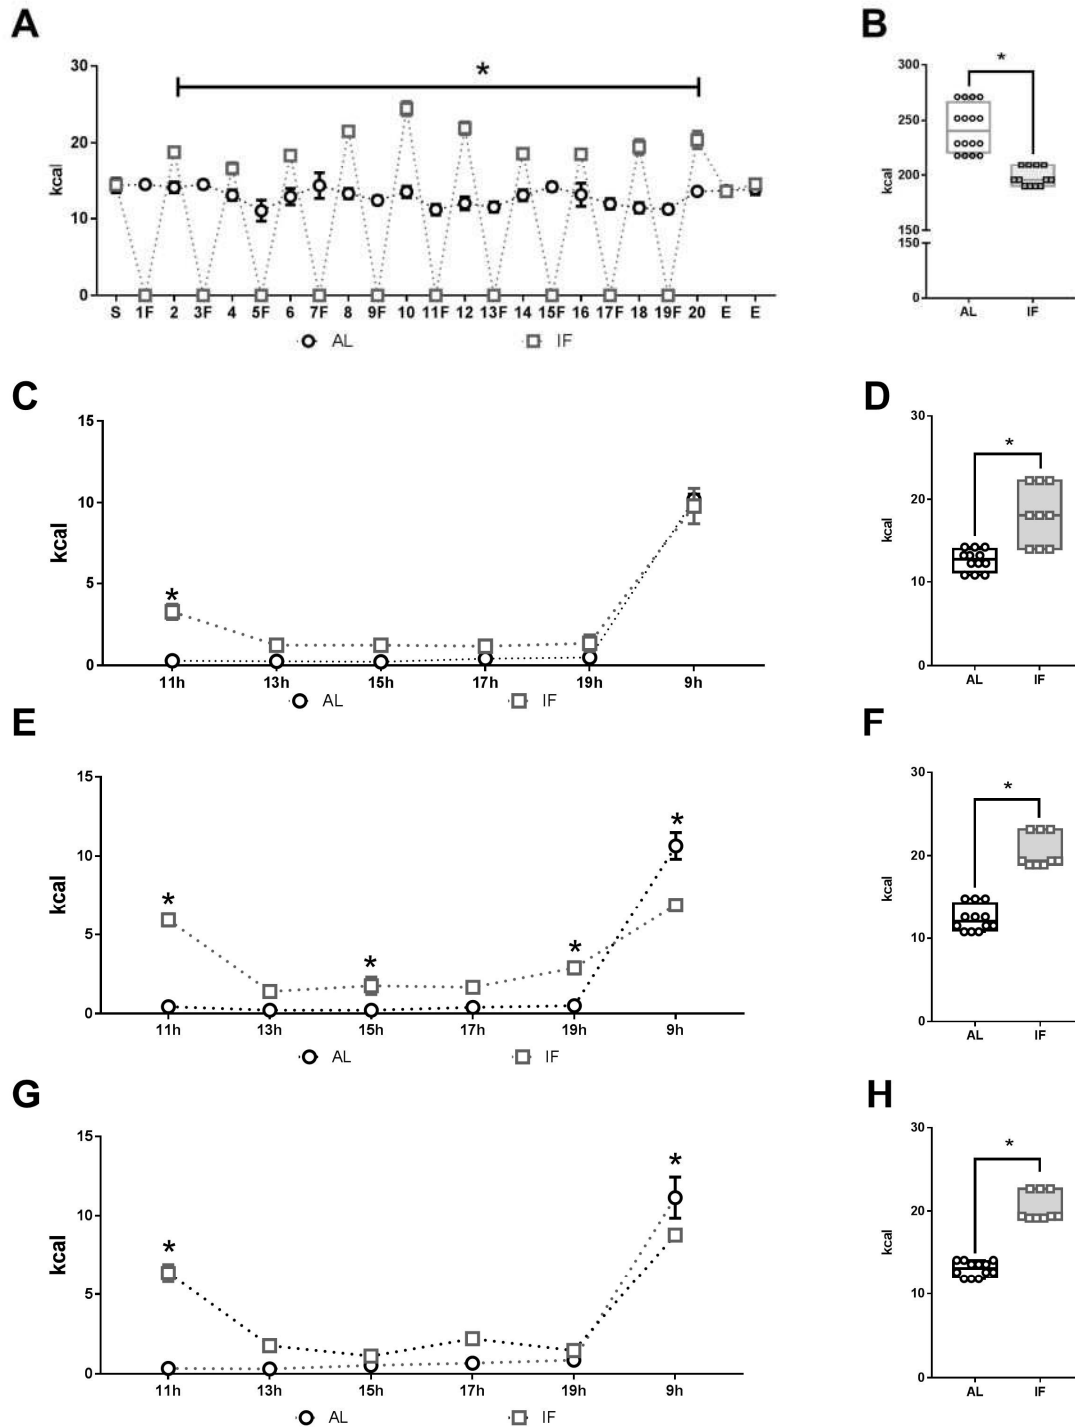 A
B
*
*
30
20
10
0
kcal
S 1F 2 3F 4 5F 6 7F 8 9F 10 11F 12 13F 14 15F 16 17F 18 19F 20 E E
AL IF
300
250
200
150
150
0
kcal
AL IF
C
D
15
10
5
0
kcal
*
11h 13h 15h 17h 19h 9h
AL IF
30
20
10
0
kcal
*
AL IF
E
F
15
10
5
0
kcal
* * * *
11h 13h 15h 17h 19h 9h
AL IF
30
20
10
0
kcal
*
AL IF
G
H
15
10
5
0
kcal
* *
11h 13h 15h 17h 19h 9h
AL IF
30
20
10
0
kcal
*
AL IF